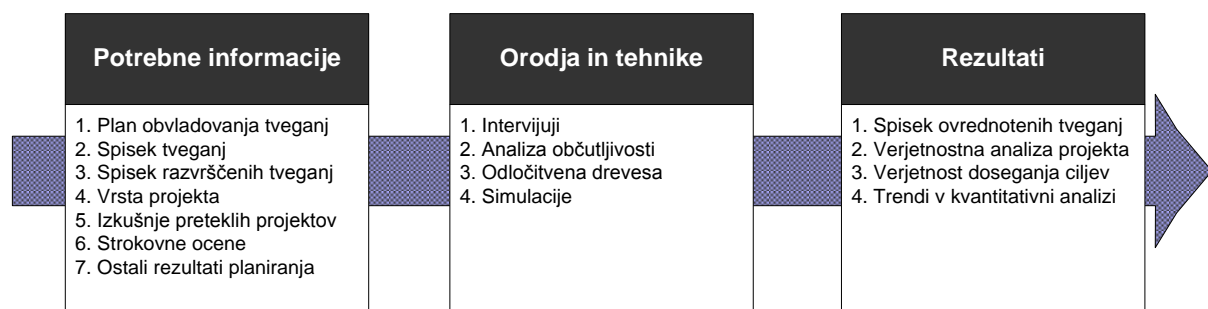 Potrebne informacije
1. Plan obvladovanja tveganj
2. Spisek tveganj
3. Spisek razvrščenih tveganj
4. Vrsta projekta
5. Izkušnje preteklih projektov
6. Strokovne ocene
7. Ostali rezultati planiranja
Orodja in tehnike
1. Intervijuji
2. Analiza občutljivosti
3. Odločitvena drevesa
4. Simulacije
Rezultati
1. Spisek ovrednotenih tveganj
2. Verjetnostna analiza projekta
3. Verjetnost doseganja ciljev
4. Trendi v kvantitativni analizi